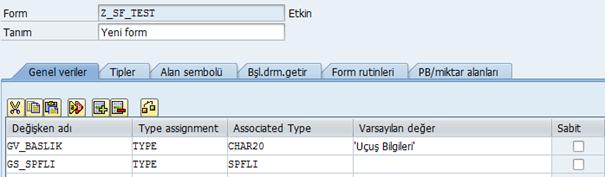 Form Z_SF_TEST Etkin
Tanım Yeni form
Genel veriler Tipler Alan sembolü Bşl.drm.getir Form rutinleri PB/miktar alanları
Değişken adı Type assignment Associated Type Varsayılan değer Sabit
GV_BASLIK TYPE CHAR20 'Uçuş Bilgileri'
GS_SPFLI TYPE SPFLI